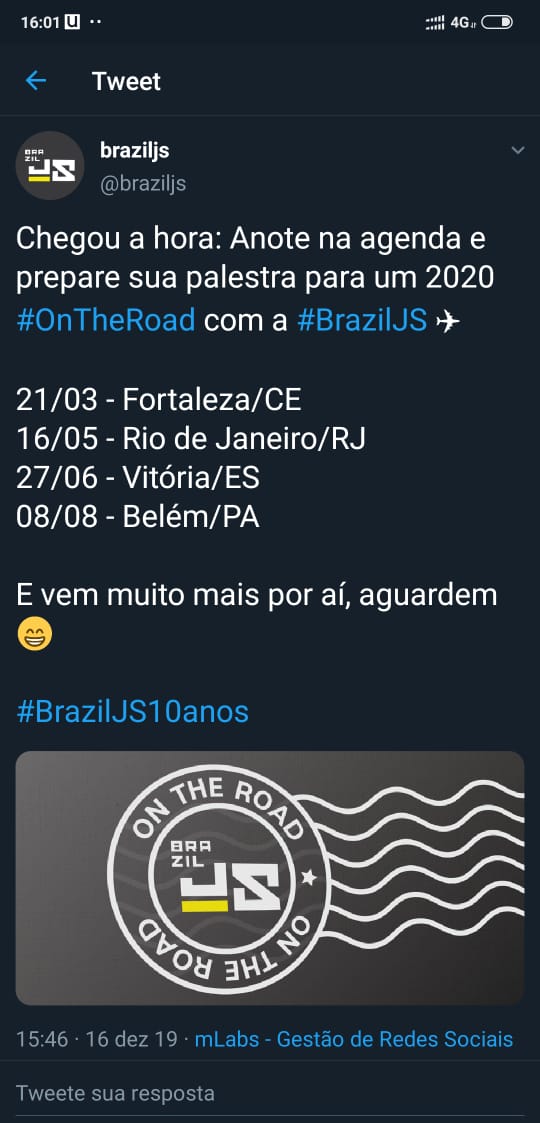 16:01 U ··
4G
Tweet
BRA
ZIL
JS
braziljs
@braziljs
Chegou a hora: Anote na agenda e
prepare sua palestra para um 2020
#OnTheRoad com a #BrazilJS ✈
21/03 - Fortaleza/CE
16/05 - Rio de Janeiro/RJ
27/06 - Vitória/ES
08/08 - Belém/PA
E vem muito mais por aí, aguardem
😁
#BrazilJS10anos
ON THE ROAD
BRA
ZIL
JS
ON THE ROAD
15:46 · 16 dez 19 · mLabs - Gestão de Redes Sociais
Tweete sua resposta